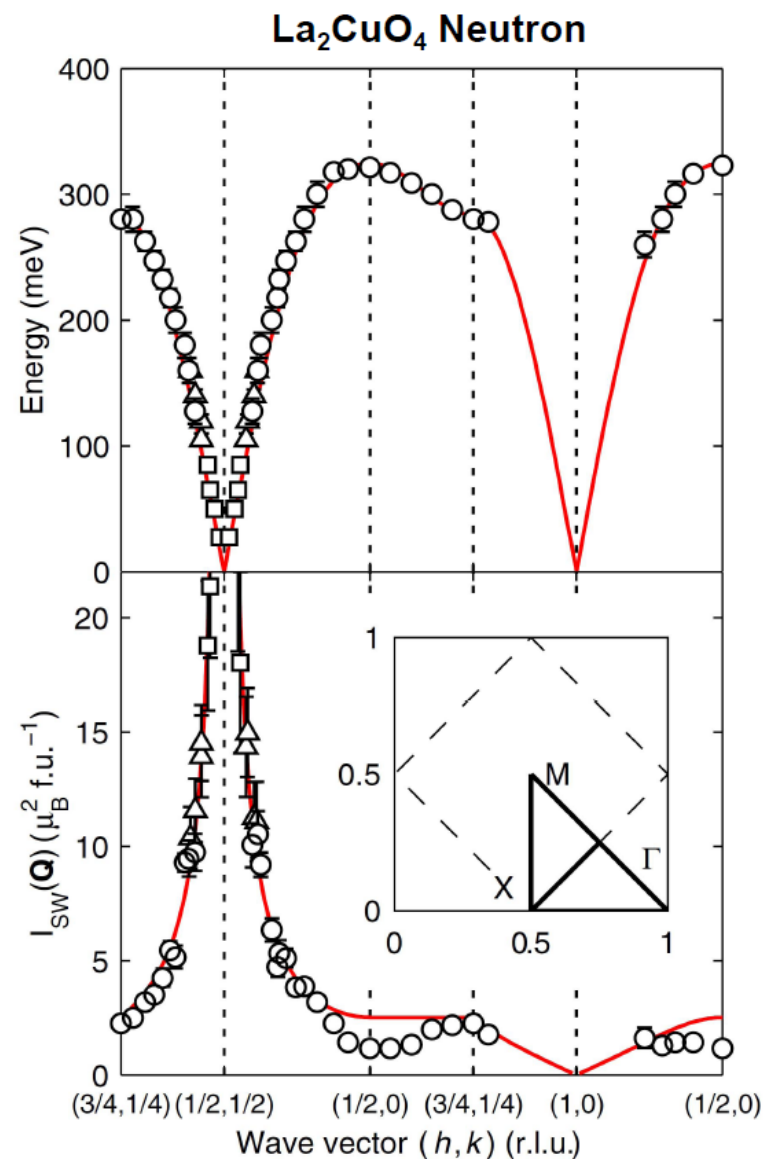 La₂CuO₄ Neutron
400
300
200
100
0
Energy (meV)
20
15
10
5
0
I_SW(Q) (μ_B² f.u.⁻¹)
1
0.5
0
0
0.5
1
M
Γ
X
(3/4,1/4) (1/2,1/2) (1/2,0) (3/4,1/4) (1,0) (1/2,0)
Wave vector (h,k) (r.l.u.)